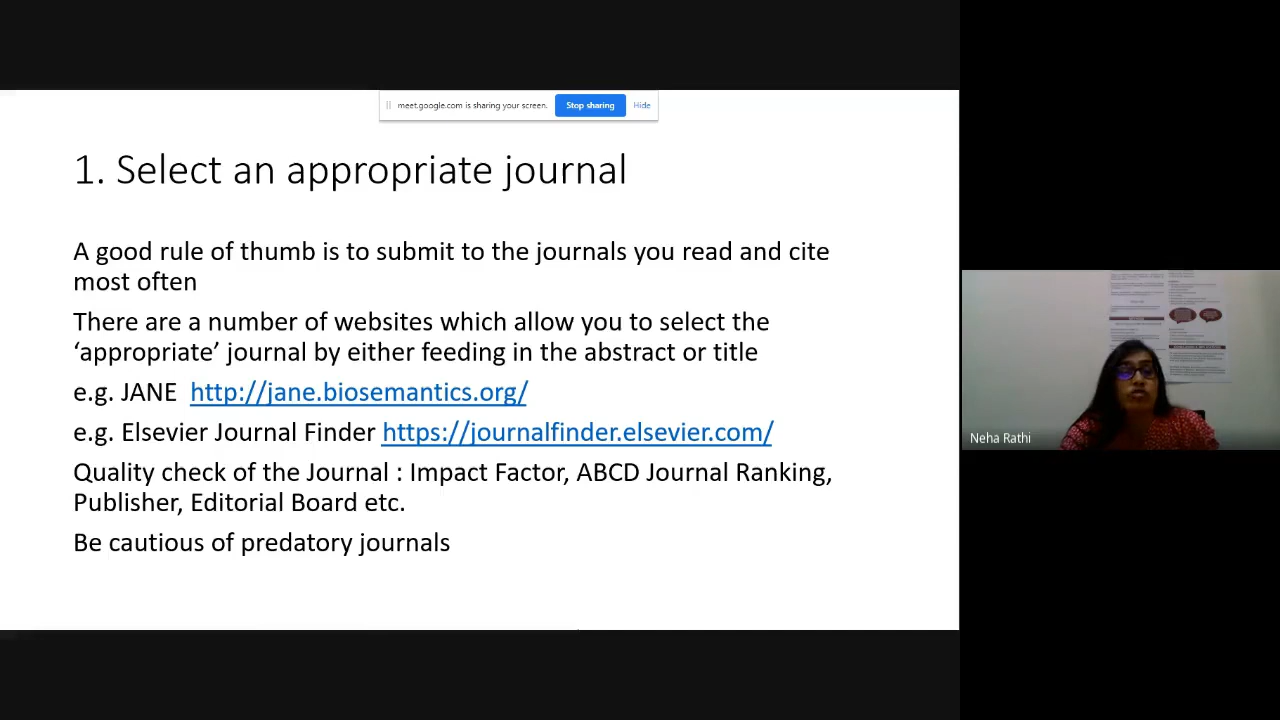 meet.google.com is sharing your screen. Stop sharing Hide
1. Select an appropriate journal
A good rule of thumb is to submit to the journals you read and cite
most often
There are a number of websites which allow you to select the
‘appropriate’ journal by either feeding in the abstract or title
e.g. JANE http://jane.biosemantics.org/
e.g. Elsevier Journal Finder https://journalfinder.elsevier.com/
Quality check of the Journal : Impact Factor, ABCD Journal Ranking,
Publisher, Editorial Board etc.
Be cautious of predatory journals
Neha Rathi